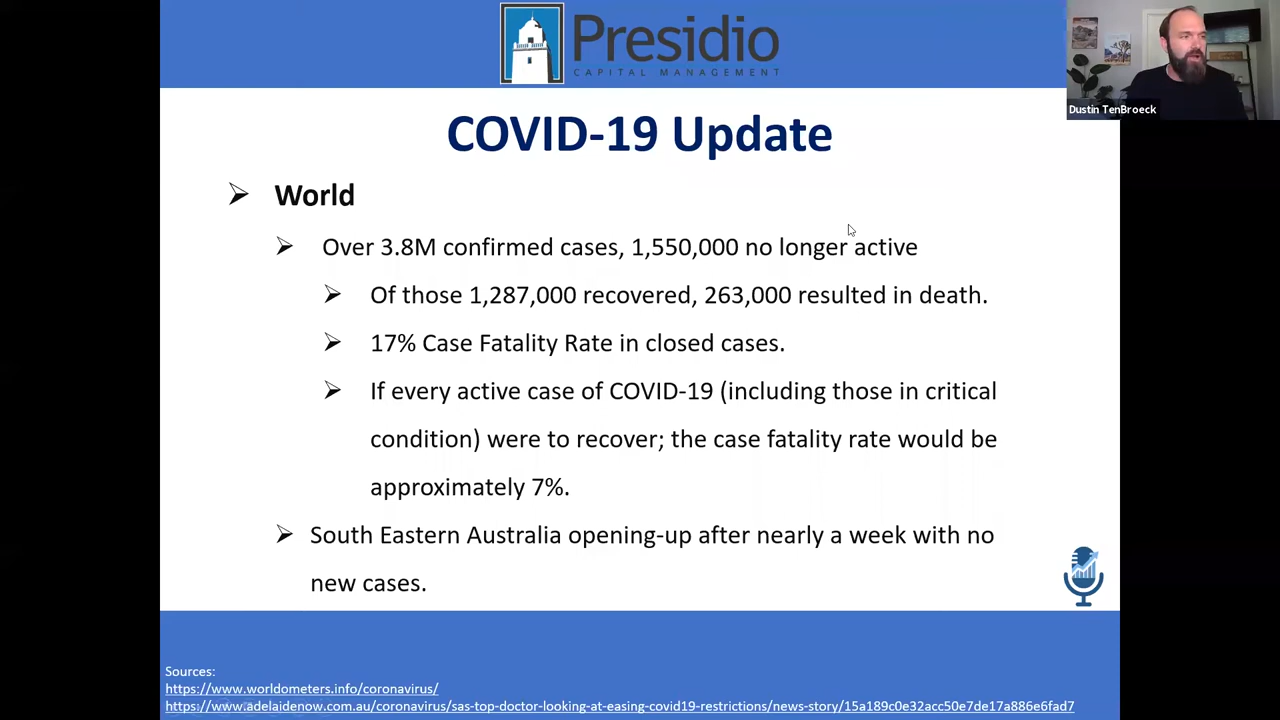 Presidio
CAPITAL MANAGEMENT
Dustin TenBroeck
COVID-19 Update
World
Over 3.8M confirmed cases, 1,550,000 no longer active
Of those 1,287,000 recovered, 263,000 resulted in death.
17% Case Fatality Rate in closed cases.
If every active case of COVID-19 (including those in critical
condition) were to recover; the case fatality rate would be
approximately 7%.
South Eastern Australia opening-up after nearly a week with no
new cases.
Sources:
https://www.worldometers.info/coronavirus/
https://www.adelaidenow.com.au/coronavirus/sas-top-doctor-looking-at-easing-covid19-restrictions/news-story/15a189c0e32acc50e7de17a886e6fad7